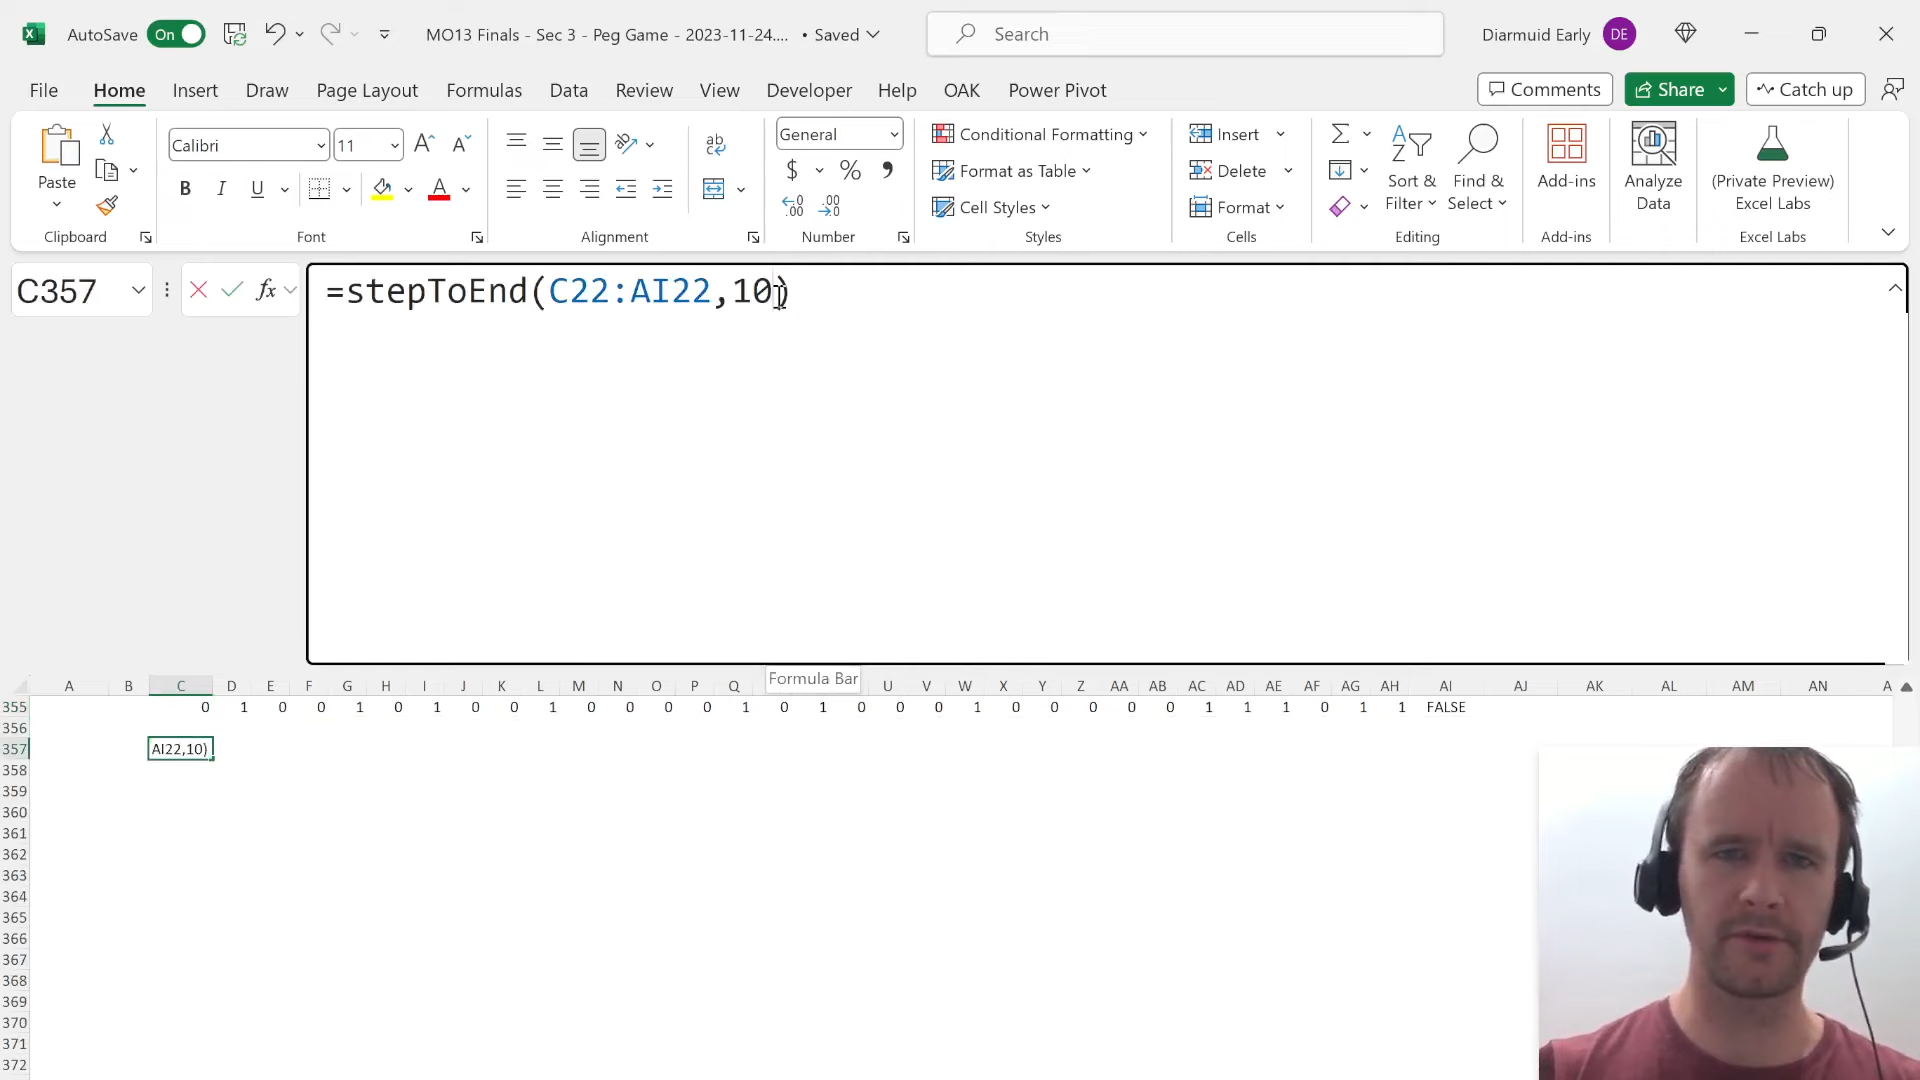 AutoSave On MO13 Finals - Sec 3 - Peg Game - 2023-11-24.... • Saved Search Diarmuid Early DE
File Home Insert Draw Page Layout Formulas Data Review View Developer Help OAK Power Pivot Comments Share Catch up
Paste
Clipboard
Calibri 11
B I U A
Font
ab
Alignment
General
$ % ,
.00 .00
Number
Conditional Formatting
Format as Table
Cell Styles
Styles
Insert
Delete
Format
Cells
Sort & Filter
Find & Select
Editing
Add-ins
Add-ins
Analyze Data
(Private Preview) Excel Labs
Excel Labs
C357 fx =stepToEnd(C22:AI22,10)
Formula Bar
A B C D E F G H I J K L M N O P Q U V W X Y Z AA AB AC AD AE AF AG AH AI AJ AK AL AM AN A
355 0 1 0 0 1 0 1 0 0 1 0 0 0 0 1 0 1 0 0 0 1 0 0 0 0 0 1 1 1 0 1 1 FALSE
356
357 AI22,10)
358
359
360
361
362
363
364
365
366
367
368
369
370
371
372